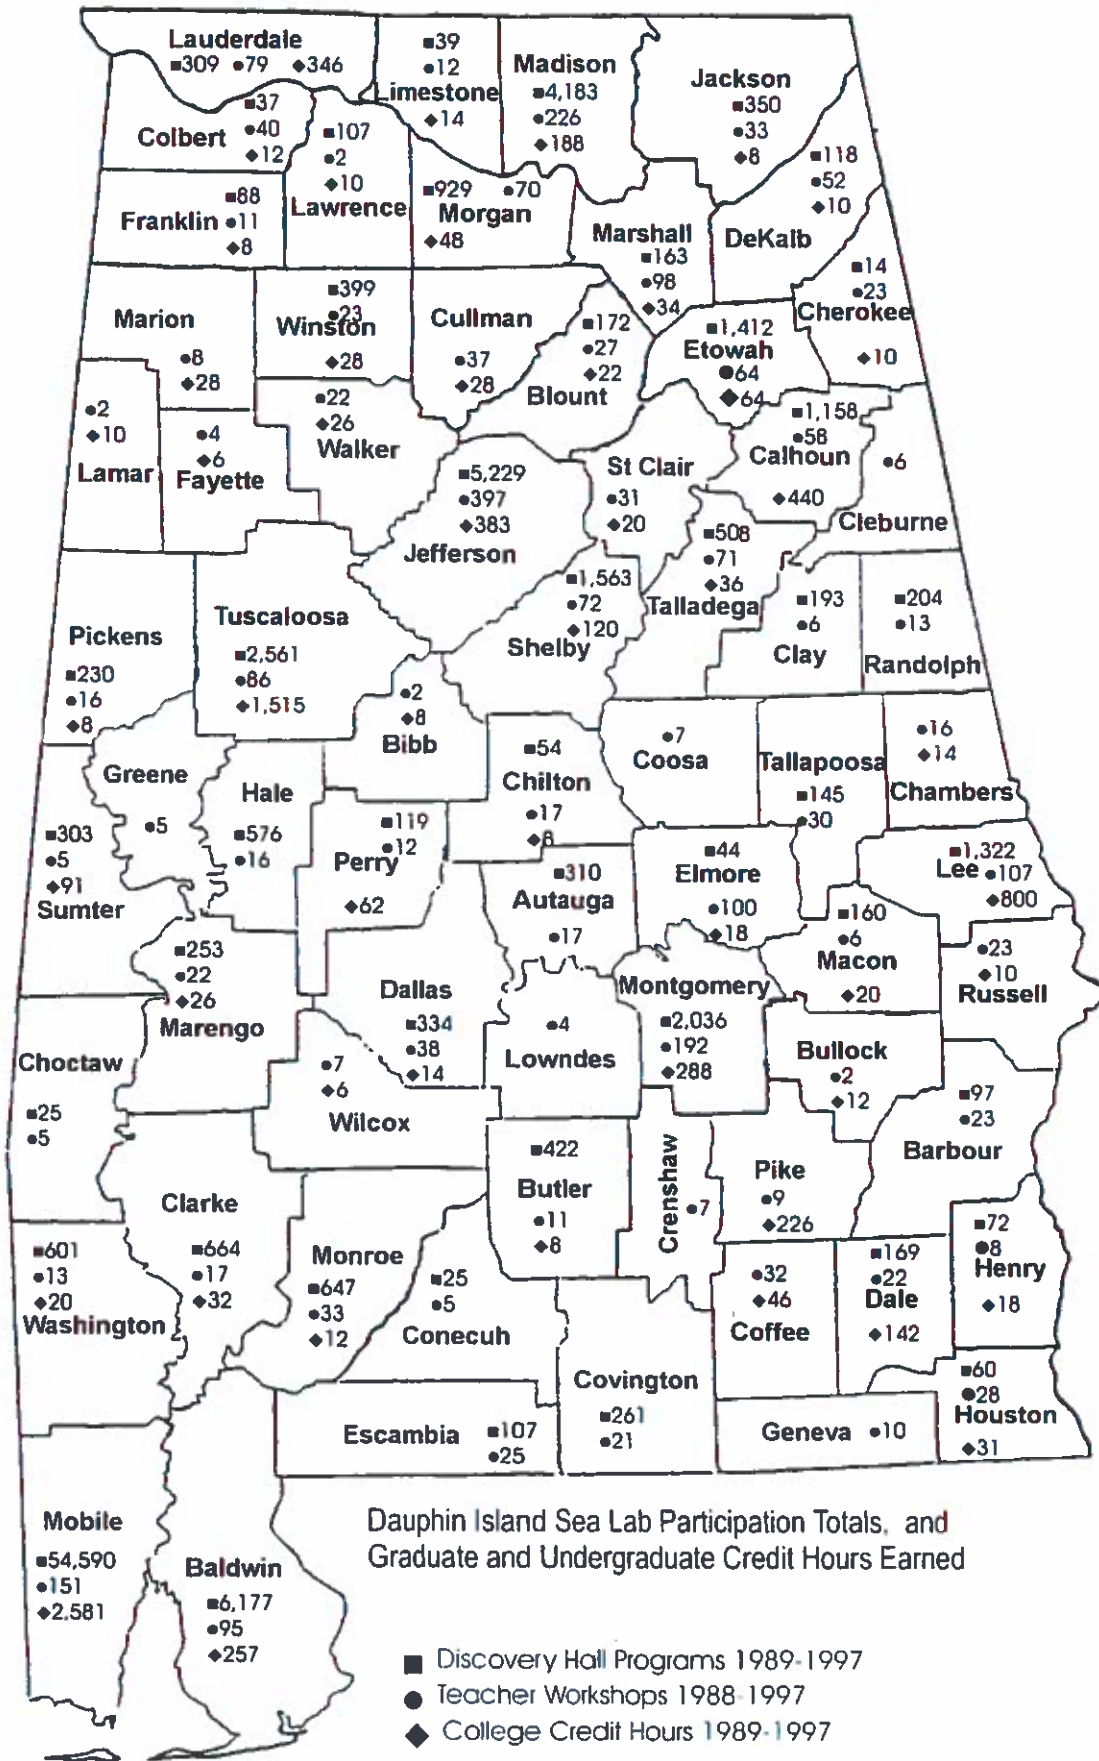 Lauderdale
■309 ●79 ◆346
■39
●12
Limestone
◆14
Madison
■4,183
●226
◆188
Jackson
■350
●33
◆8
Colbert
■37
●40
◆12
■107
●2
◆10
Lawrence
■929 ●70
Morgan
◆48
■118
●52
◆10
DeKalb
Franklin
■88
●11
◆8
Marshall
■163
●98
◆34
■14
●23
Cherokee
◆10
Marion
●8
◆28
■399
●23
Winston
◆28
Cullman
●37
◆28
■172
●27
◆22
Blount
■1,412
Etowah
●64
◆64
●2
◆10
Lamar
●4
◆6
Fayette
●22
◆26
Walker
■5,229
●397
◆383
Jefferson
St Clair
●31
◆20
■1,158
●58
Calhoun
◆440
●6
Cleburne
■508
●71
◆36
Talladega
■1,563
●72
◆120
Shelby
■193
●6
Clay
■204
●13
Randolph
Pickens
■230
●16
◆8
Tuscaloosa
■2,561
●86
◆1,515
●2
◆8
Bibb
■54
Chilton
●17
◆8
●7
Coosa
Tallapoosa
■145
●30
●16
◆14
Chambers
Greene
●5
Hale
■576
●16
■303
●5
◆91
Sumter
■119
●12
Perry
◆62
■310
Autauga
●17
■44
Elmore
●100
◆18
■1,322
Lee ●107
◆800
■160
●6
Macon
◆20
●23
◆10
Russell
■253
●22
◆26
Marengo
Dallas
■334
●38
◆14
●4
Lowndes
Montgomery
■2,036
●192
◆288
Bullock
●2
◆12
■97
●23
Barbour
Choctaw
■25
●5
●7
◆6
Wilcox
■422
Butler
●11
◆8
Crenshaw
●7
Pike
●9
◆226
Clarke
■664
●17
◆32
■601
●13
◆20
Washington
Monroe
■647
●33
◆12
■25
●5
Conecuh
●32
◆46
Coffee
■169
●22
Dale
◆142
■72
●8
Henry
◆18
Covington
■261
●21
Escambia
■107
●25
Geneva ●10
■60
●28
Houston
◆31
Mobile
■54,590
●151
◆2,581
Baldwin
■6,177
●95
◆257
Dauphin Island Sea Lab Participation Totals, and
Graduate and Undergraduate Credit Hours Earned
■ Discovery Hall Programs 1989-1997
● Teacher Workshops 1988-1997
◆ College Credit Hours 1989-1997